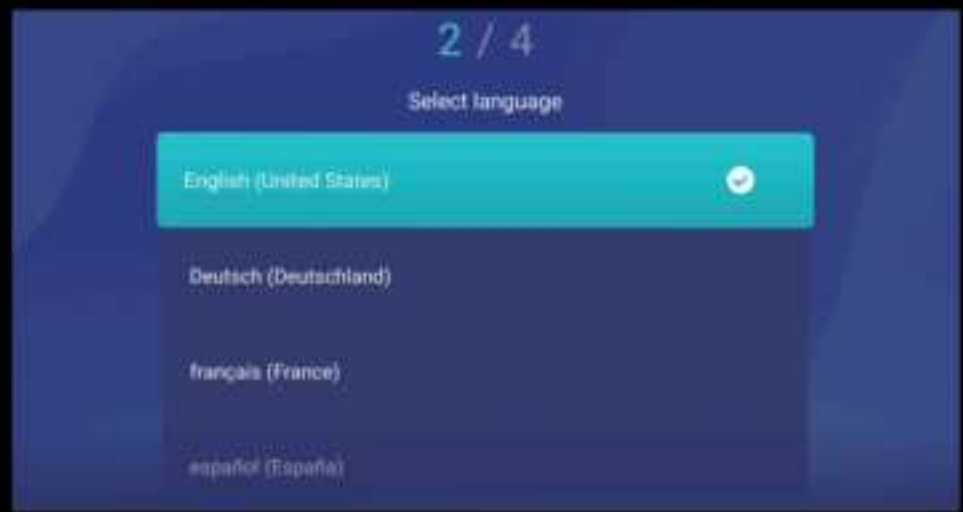 2 / 4
Select language
English (United States)
Deutsch (Deutschland)
français (France)
español (España)